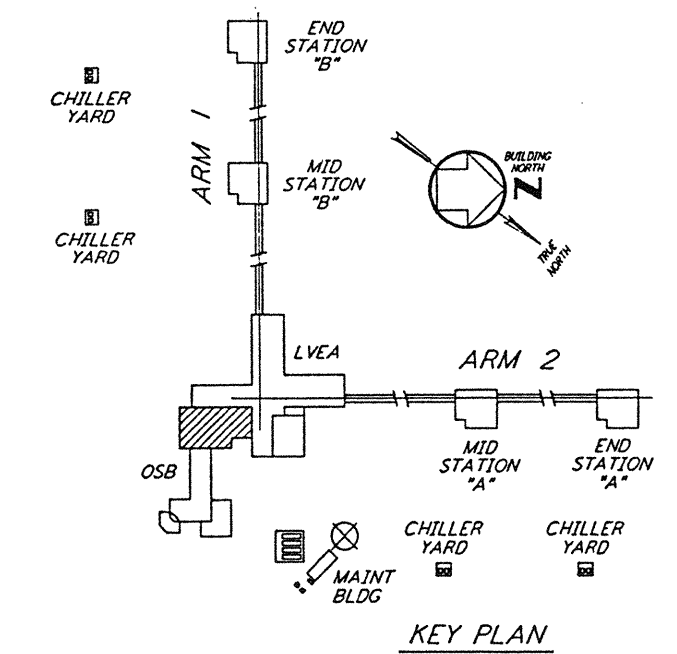 END
STATION
"B"
CHILLER
YARD
ARM 1
MID
STATION
"B"
CHILLER
YARD
BUILDING
NORTH
N
TRUE
NORTH
LVEA
ARM 2
OSB
MID
STATION
"A"
END
STATION
"A"
CHILLER
YARD
CHILLER
YARD
MAINT
BLDG
KEY PLAN